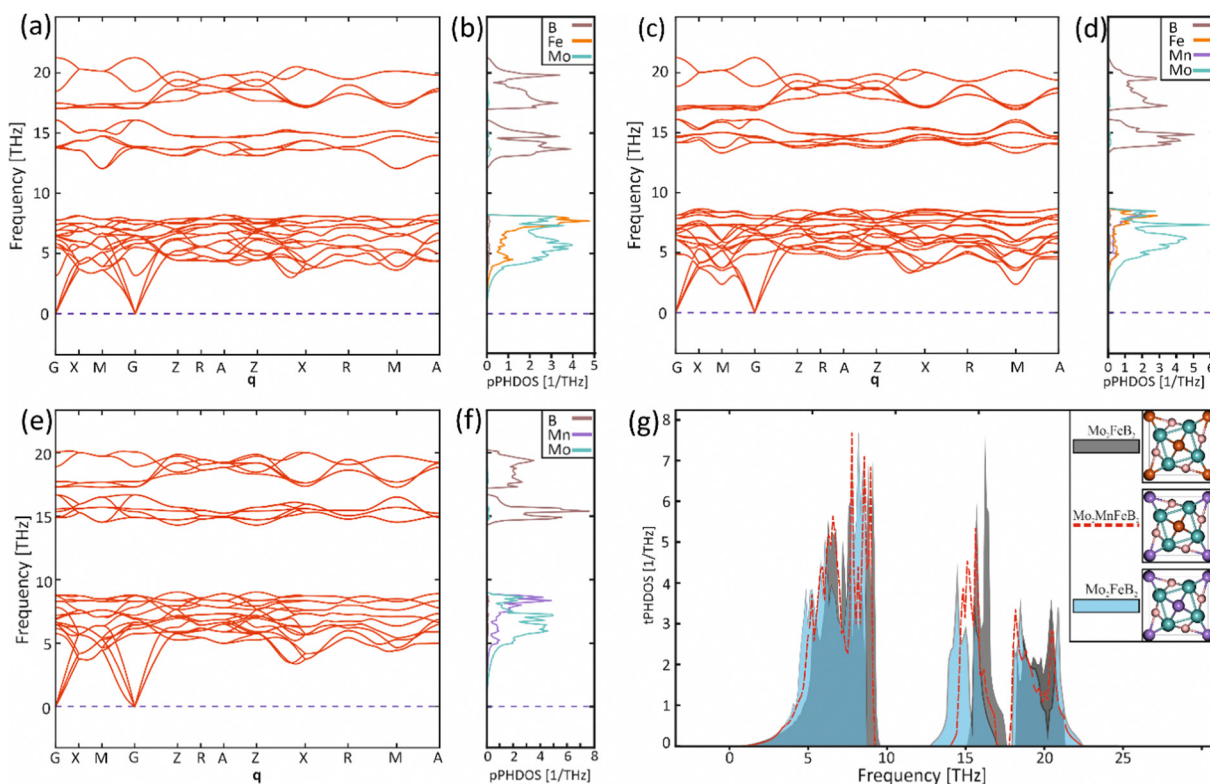 (a)
Frequency [THz]
20
15
10
5
0
G X M G Z R A Z X R M A
q
(b)
B
Fe
Mo
0 1 2 3 4 5
pPHDOS [1/THz]
(c)
Frequency [THz]
20
15
10
5
0
G X M G Z R A Z X R M A
q
(d)
B
Fe
Mn
Mo
0 1 2 3 4 5 6
pPHDOS [1/THz]
(e)
Frequency [THz]
20
15
10
5
0
G X M G Z R A Z X R M A
q
(f)
B
Mn
Mo
0 2 4 6 8
pPHDOS [1/THz]
(g)
tPHDOS [1/THz]
8
7
6
5
4
3
2
1
0
0 5 10 15 20 25
Frequency [THz]
Mo₂FeB₂
Mo₂MnFeB₂
Mo₂FeB₂